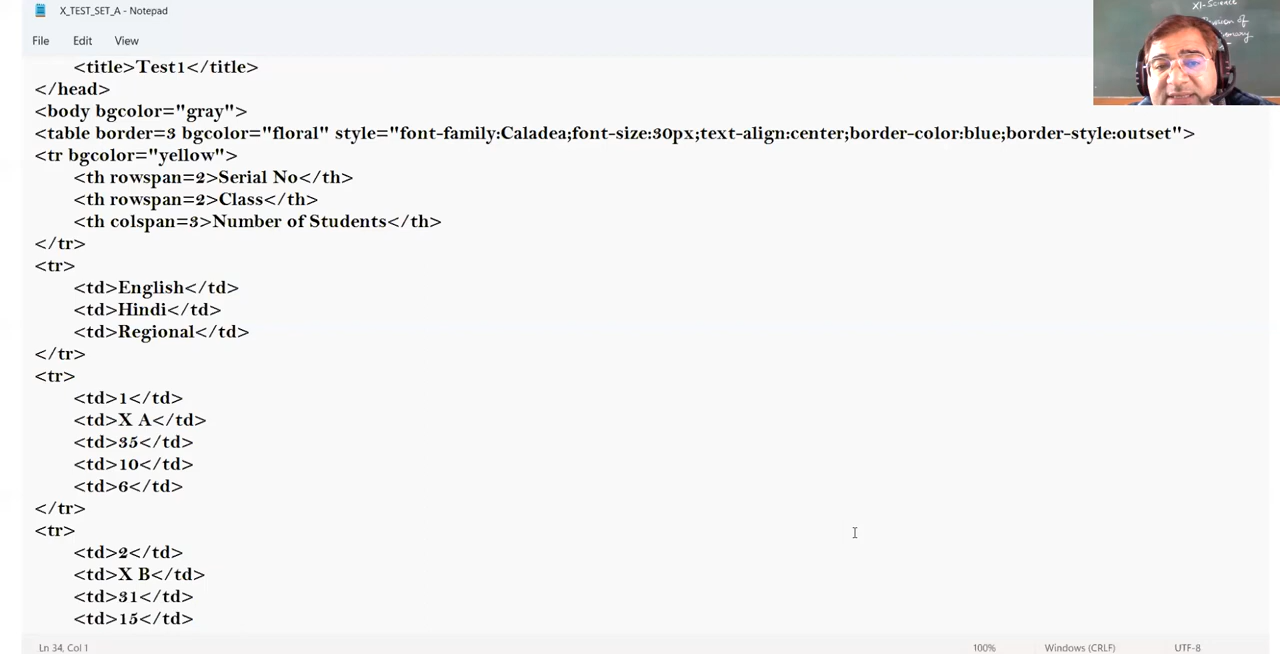 X_TEST_SET_A - Notepad
File Edit View
XI-Science
<title>Test1</title>
</head>
<body bgcolor="gray">
<table border=3 bgcolor="floral" style="font-family:Caladea;font-size:30px;text-align:center;border-color:blue;border-style:outset">
<tr bgcolor="yellow">
<th rowspan=2>Serial No</th>
<th rowspan=2>Class</th>
<th colspan=3>Number of Students</th>
</tr>
<tr>
<td>English</td>
<td>Hindi</td>
<td>Regional</td>
</tr>
<tr>
<td>1</td>
<td>X A</td>
<td>35</td>
<td>10</td>
<td>6</td>
</tr>
<tr>
<td>2</td>
<td>X B</td>
<td>31</td>
<td>15</td>
Ln 34, Col 1 100% Windows (CRLF) UTF-8